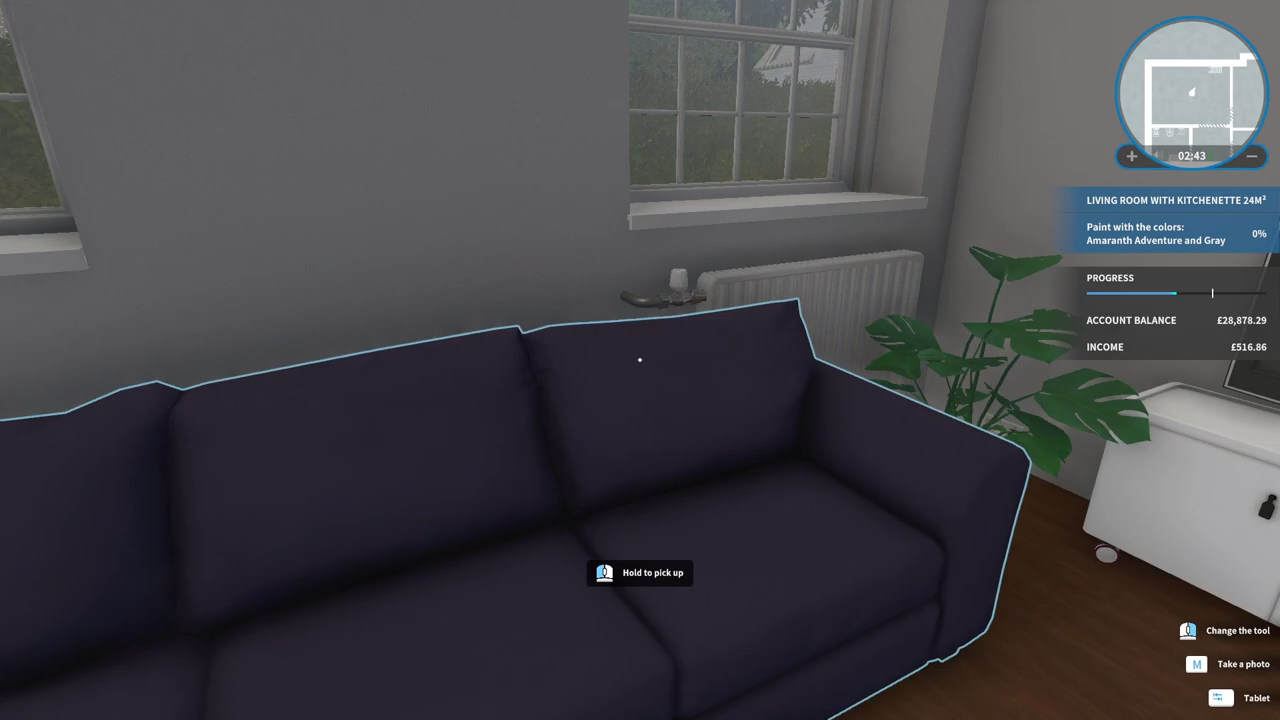 02:43
LIVING ROOM WITH KITCHENETTE 24M²
Paint with the colors:
Amaranth Adventure and Gray
0%
PROGRESS
ACCOUNT BALANCE £28,878.29
INCOME £516.86
Hold to pick up
Change the tool
M Take a photo
Tablet